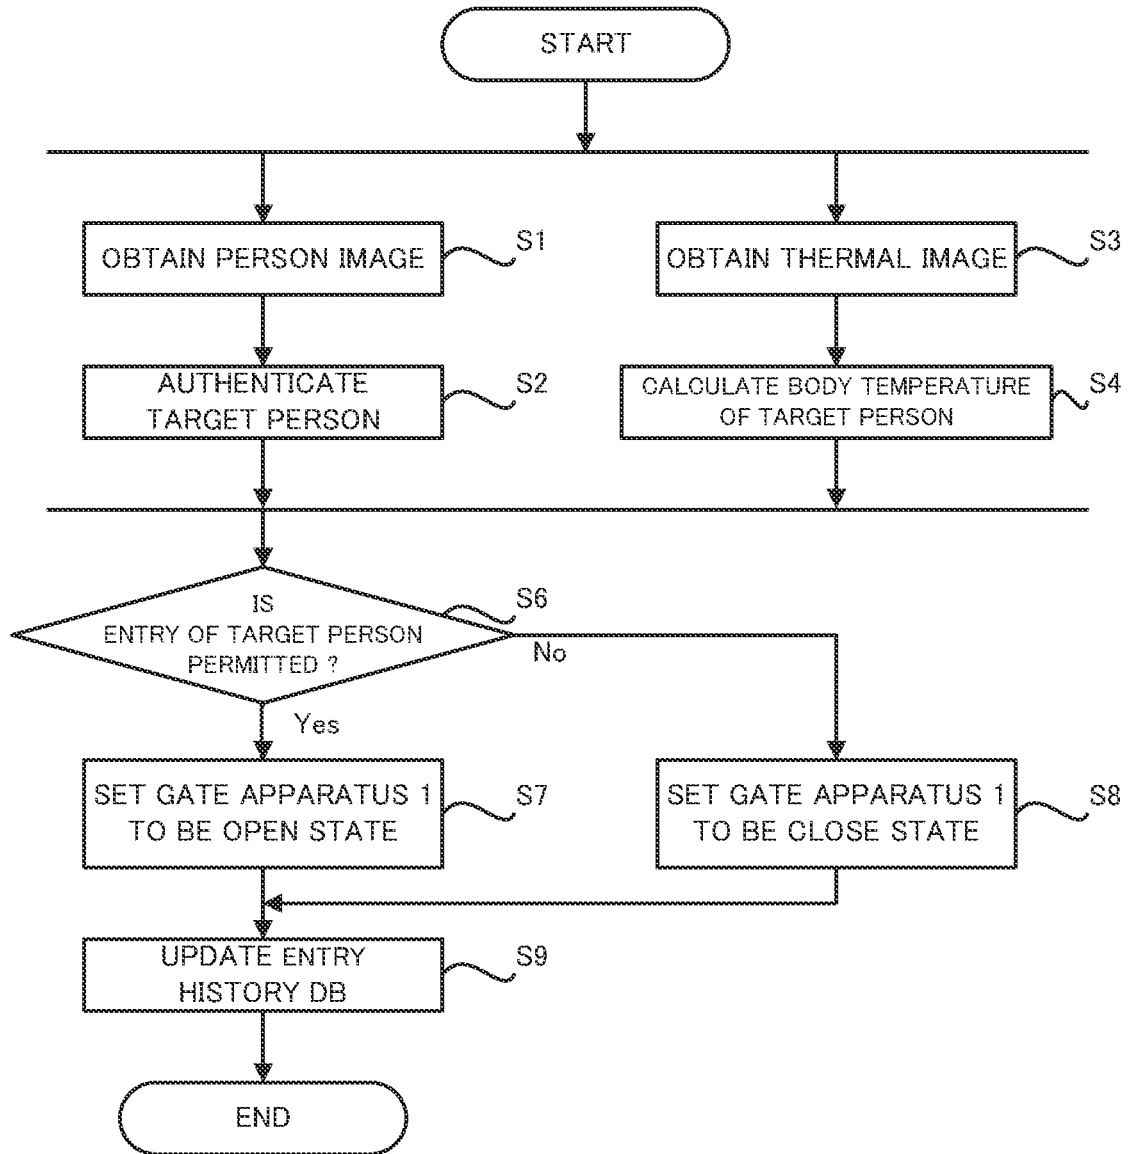 START
OBTAIN PERSON IMAGE
S1
OBTAIN THERMAL IMAGE
S3
AUTHENTICATE
TARGET PERSON
S2
CALCULATE BODY TEMPERATURE
OF TARGET PERSON
S4
IS
ENTRY OF TARGET PERSON
PERMITTED ?
S6
No
Yes
SET GATE APPARATUS 1
TO BE OPEN STATE
S7
SET GATE APPARATUS 1
TO BE CLOSE STATE
S8
UPDATE ENTRY
HISTORY DB
S9
END